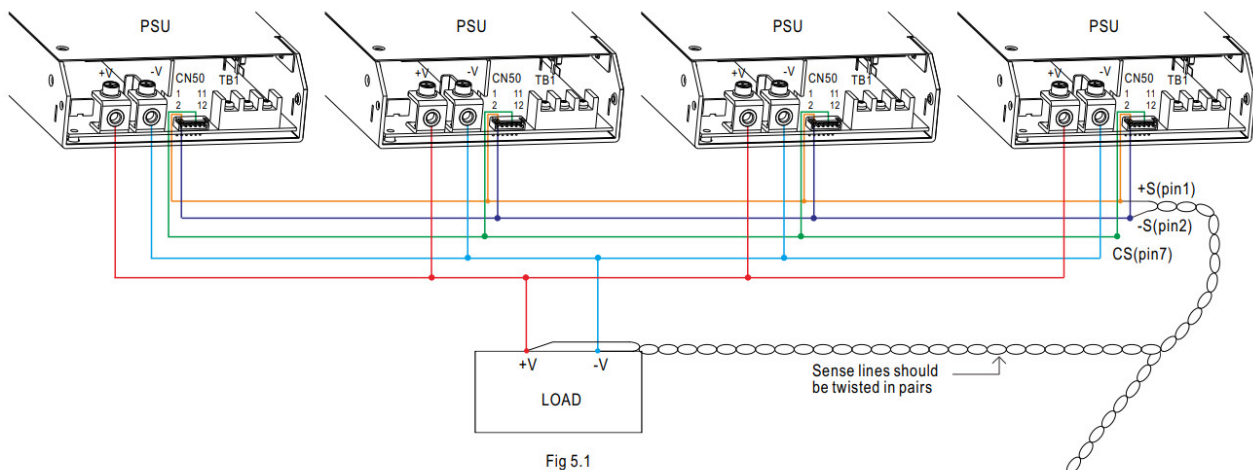 PSU PSU PSU PSU
+V -V CN50 TB1 +V -V CN50 TB1 +V -V CN50 TB1 +V -V CN50 TB1
1 11 1 11 1 11 1 11
2 12 2 12 2 12 2 12
+S(pin1)
-S(pin2)
CS(pin7)
+V -V
LOAD
Sense lines should
be twisted in pairs
Fig 5.1